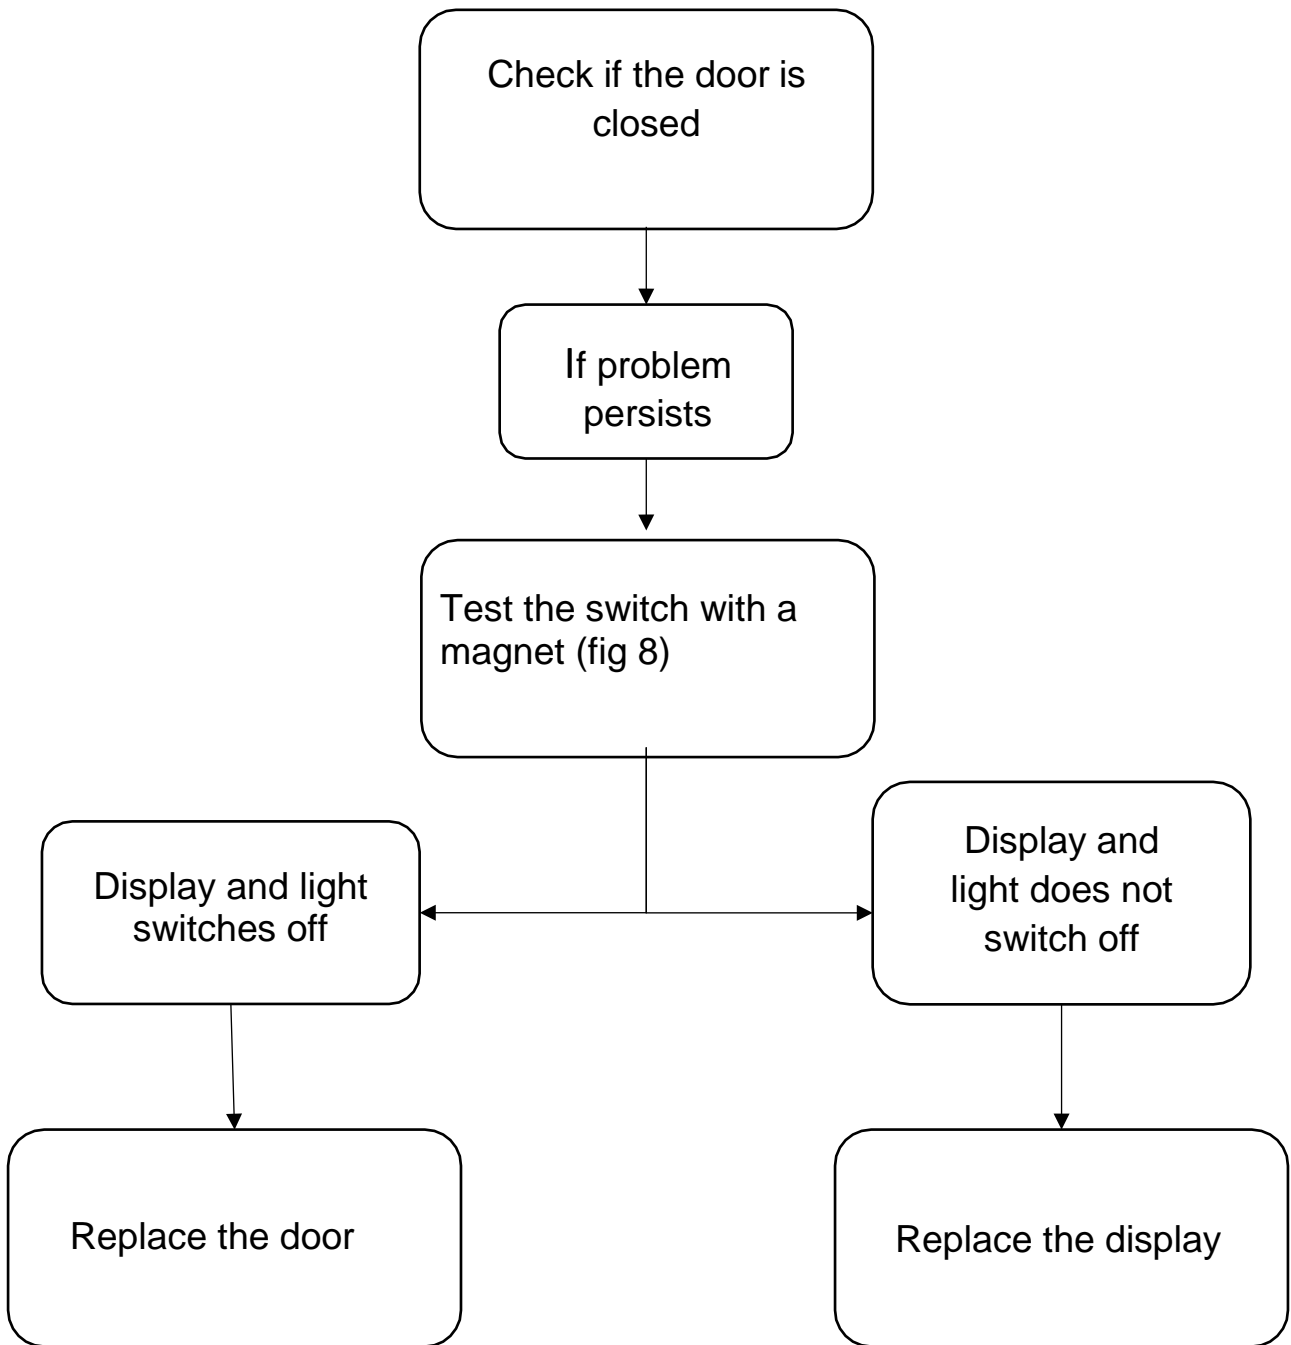 Check if the door is
closed
If problem
persists
Test the switch with a
magnet (fig 8)
Display and light
switches off
Display and
light does not
switch off
Replace the door
Replace the display